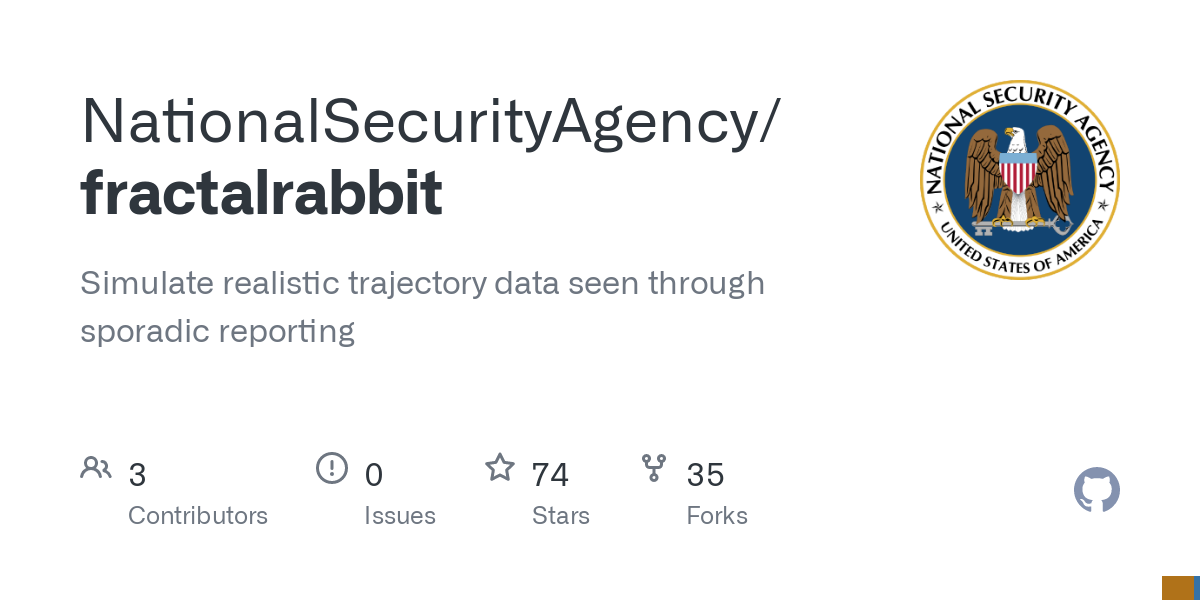 NationalSecurityAgency/
fractalrabbit
Simulate realistic trajectory data seen through
sporadic reporting
NATIONAL SECURITY AGENCY
UNITED STATES OF AMERICA
3
Contributors
0
Issues
74
Stars
35
Forks